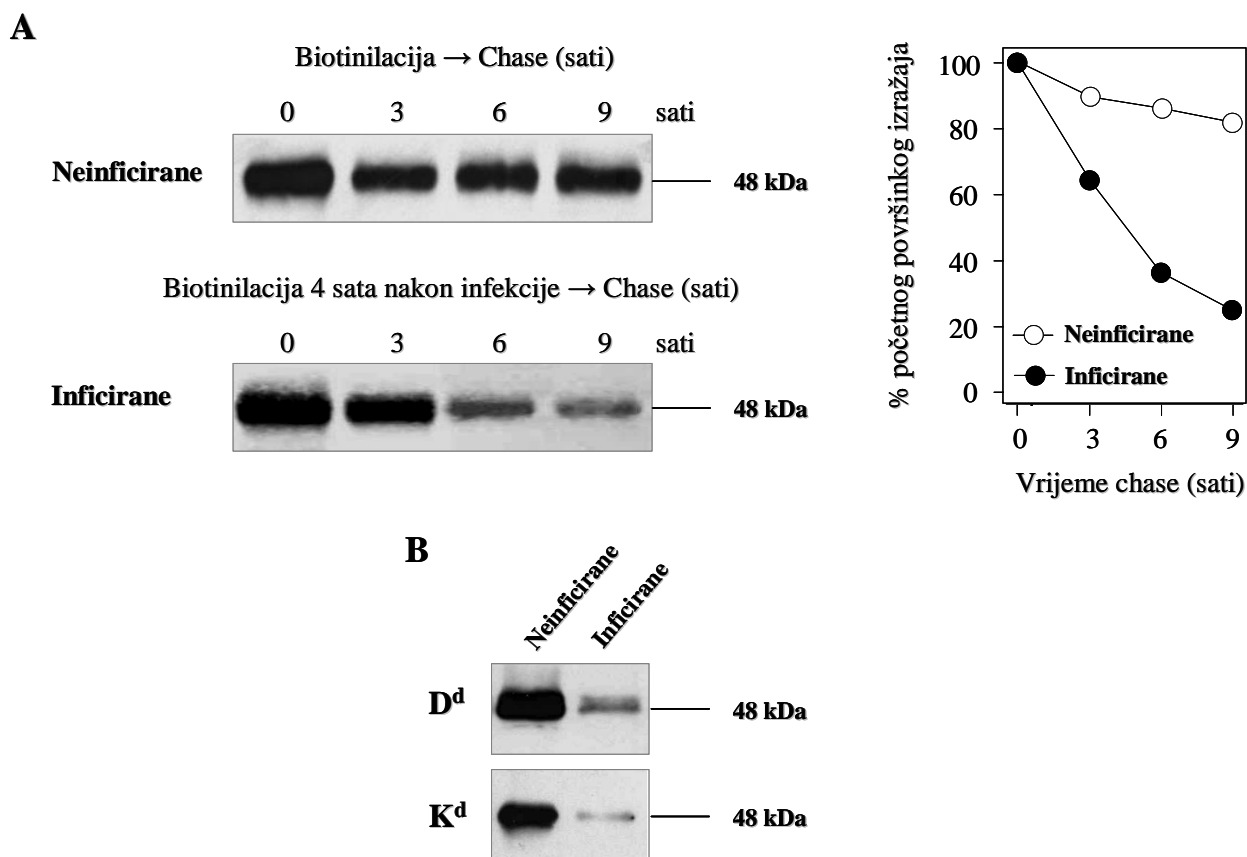 A
Biotinilacija → Chase (sati)
0 3 6 9 sati
Neinficirane
48 kDa
Biotinilacija 4 sata nakon infekcije → Chase (sati)
0 3 6 9 sati
Inficirane
48 kDa
% početnog površinkog izražaja
100
80
60
40
20
0
Neinficirane
Inficirane
0 3 6 9
Vrijeme chase (sati)
B
Neinficirane
Inficirane
Dᵈ
48 kDa
Kᵈ
48 kDa